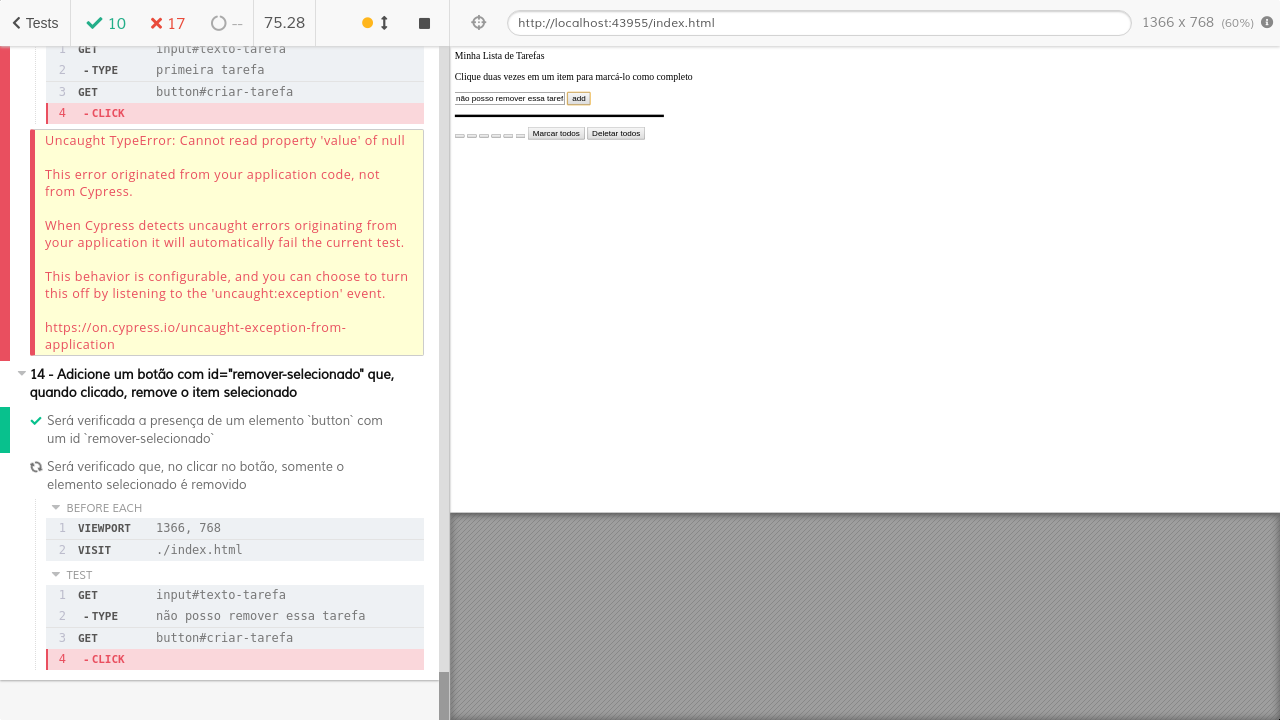 Tests 10 17 -- 75.28
http://localhost:43955/index.html 1366 x 768 (60%)
1 GET input#texto-tarefa
2 -TYPE primeira tarefa
3 GET button#criar-tarefa
4 -CLICK
Uncaught TypeError: Cannot read property 'value' of null
This error originated from your application code, not
from Cypress.
When Cypress detects uncaught errors originating from
your application it will automatically fail the current test.
This behavior is configurable, and you can choose to turn
this off by listening to the 'uncaught:exception' event.
https://on.cypress.io/uncaught-exception-from-
application
14 - Adicione um botão com id="remover-selecionado" que,
quando clicado, remove o item selecionado
Será verificada a presença de um elemento `button` com
um id `remover-selecionado`
Será verificado que, no clicar no botão, somente o
elemento selecionado é removido
BEFORE EACH
1 VIEWPORT 1366, 768
2 VISIT ./index.html
TEST
1 GET input#texto-tarefa
2 -TYPE não posso remover essa tarefa
3 GET button#criar-tarefa
4 -CLICK
Minha Lista de Tarefas
Clique duas vezes em um item para marcá-lo como completo
não posso remover essa taref add
Marcar todos Deletar todos